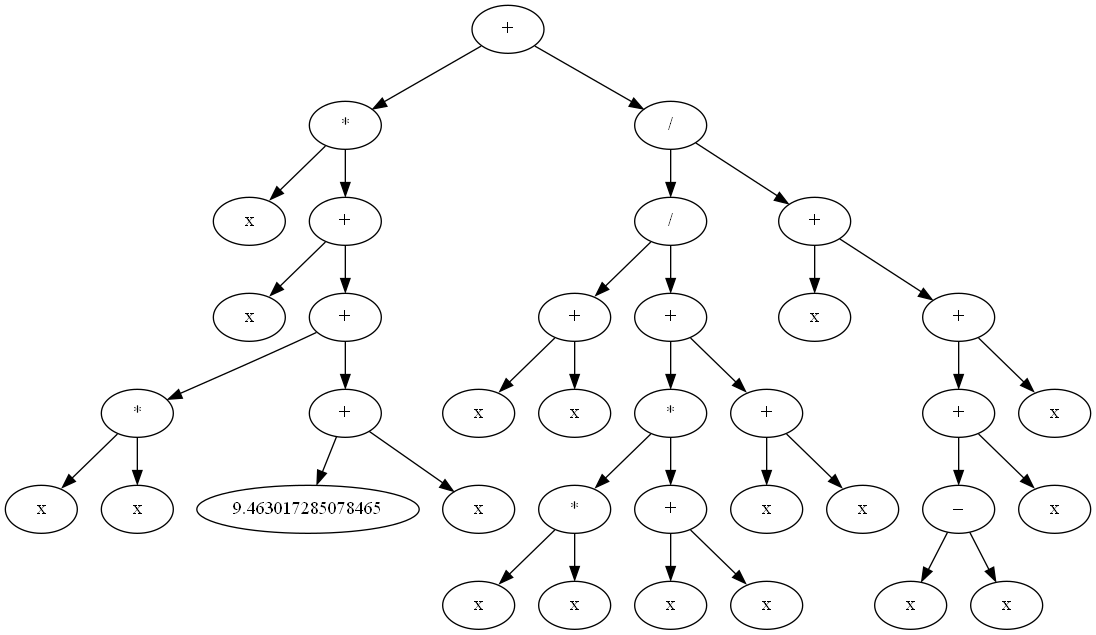 +
* /
x + / +
x + + + x +
* + x x * + + x
x x 9.463017285078465 x * + x x − x
x x x x x x